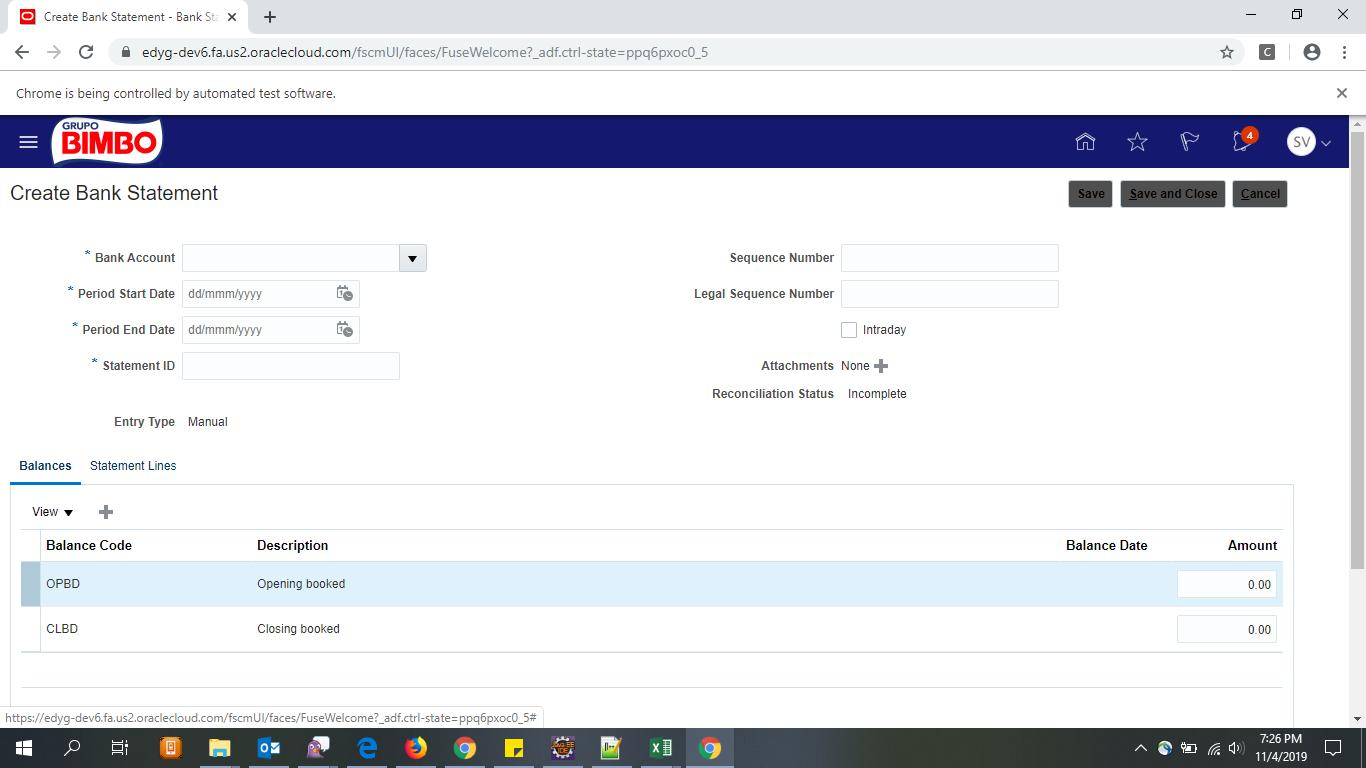 Create Bank Statement - Bank Sta
edyg-dev6.fa.us2.oraclecloud.com/fscmUI/faces/FuseWelcome?_adf.ctrl-state=ppq6pxoc0_5
C
Chrome is being controlled by automated test software.
GRUPO
BIMBO
4
SV
Create Bank Statement
Save
Save and Close
Cancel
* Bank Account
Sequence Number
* Period Start Date dd/mmm/yyyy
Legal Sequence Number
* Period End Date dd/mmm/yyyy
Intraday
* Statement ID
Attachments None
Reconciliation Status Incomplete
Entry Type Manual
Balances Statement Lines
View
Balance Code Description Balance Date Amount
OPBD Opening booked 0.00
CLBD Closing booked 0.00
https://edyg-dev6.fa.us2.oraclecloud.com/fscmUI/faces/FuseWelcome?_adf.ctrl-state=ppq6pxoc0_5#
7:26 PM
11/4/2019